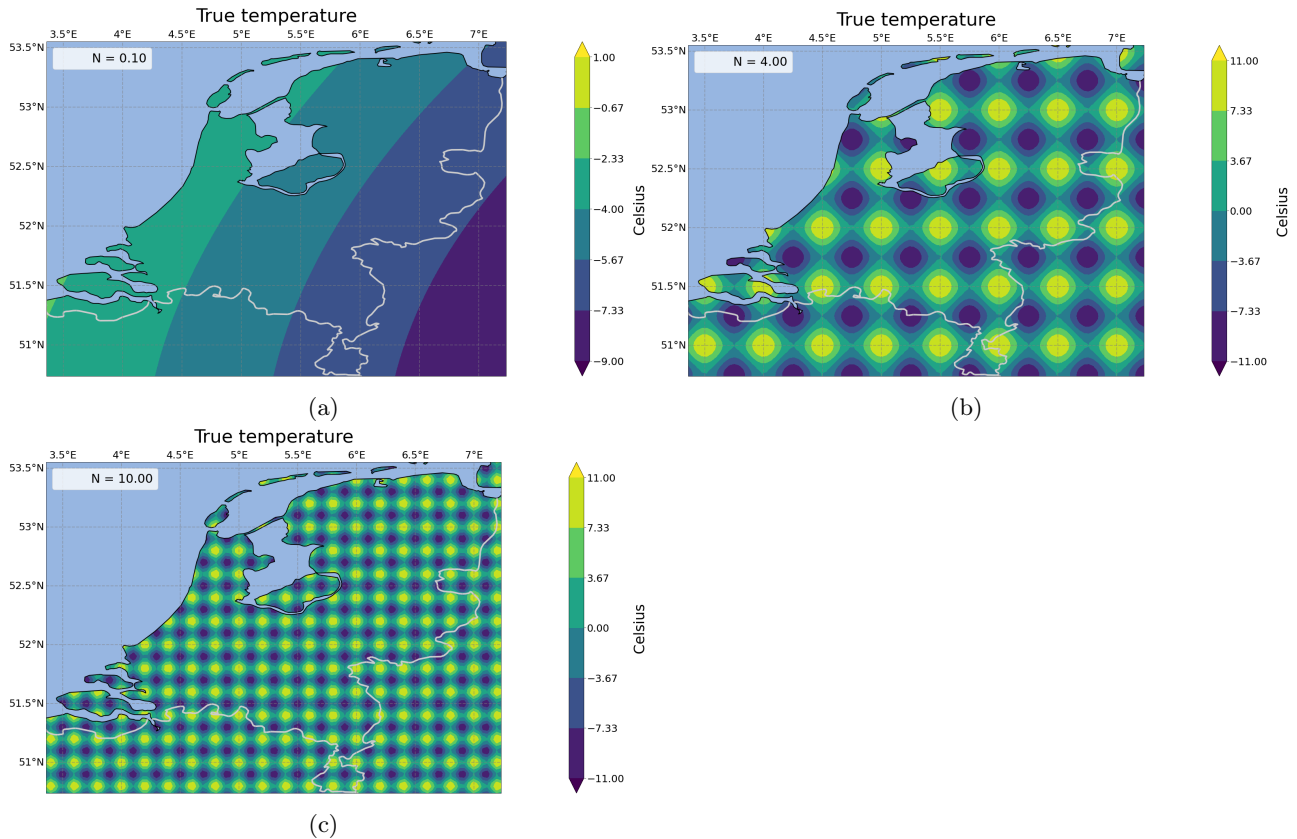 True temperature
3.5°E 4°E 4.5°E 5°E 5.5°E 6°E 6.5°E 7°E
N = 0.10
53.5°N
53°N
52.5°N
52°N
51.5°N
51°N
1.00
-0.67
-2.33
-4.00
-5.67
-7.33
-9.00
Celsius
(a)
True temperature
3.5°E 4°E 4.5°E 5°E 5.5°E 6°E 6.5°E 7°E
N = 4.00
53.5°N
53°N
52.5°N
52°N
51.5°N
51°N
11.00
7.33
3.67
0.00
−3.67
−7.33
−11.00
Celsius
(b)
True temperature
3.5°E 4°E 4.5°E 5°E 5.5°E 6°E 6.5°E 7°E
N = 10.00
53.5°N
53°N
52.5°N
52°N
51.5°N
51°N
11.00
7.33
3.67
0.00
−3.67
−7.33
−11.00
Celsius
(c)